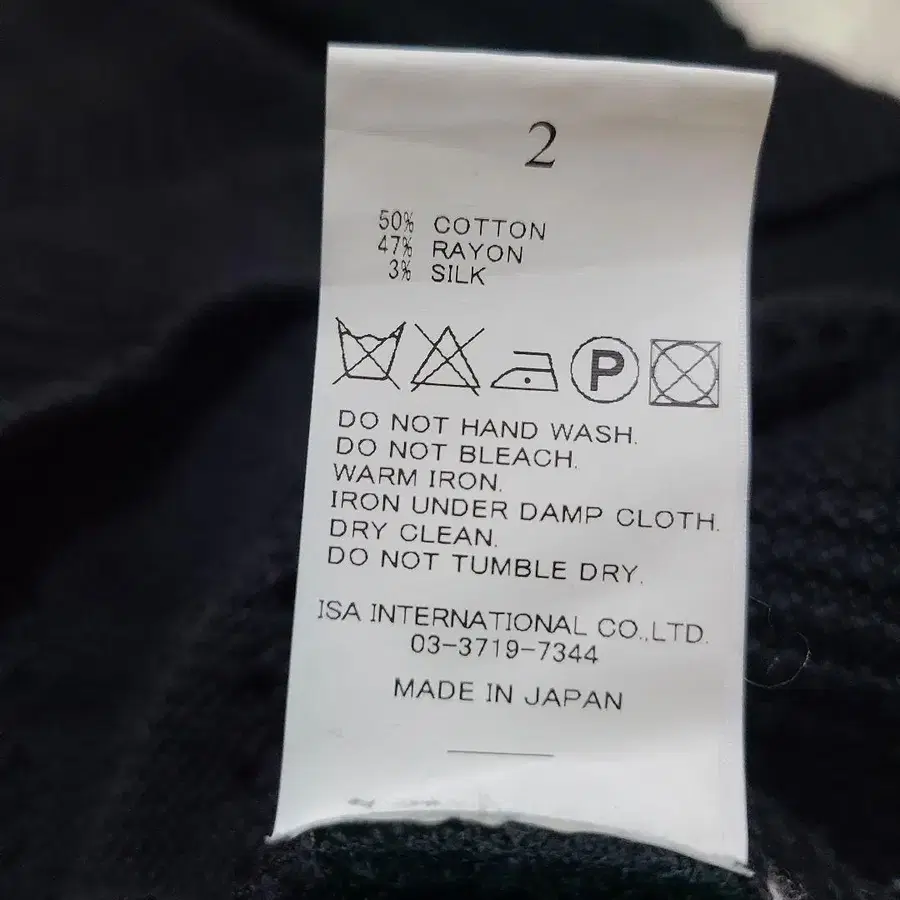 2
50% COTTON
47% RAYON
3% SILK
P
DO NOT HAND WASH.
DO NOT BLEACH.
WARM IRON.
IRON UNDER DAMP CLOTH.
DRY CLEAN.
DO NOT TUMBLE DRY.
ISA INTERNATIONAL CO.,LTD.
03-3719-7344
MADE IN JAPAN